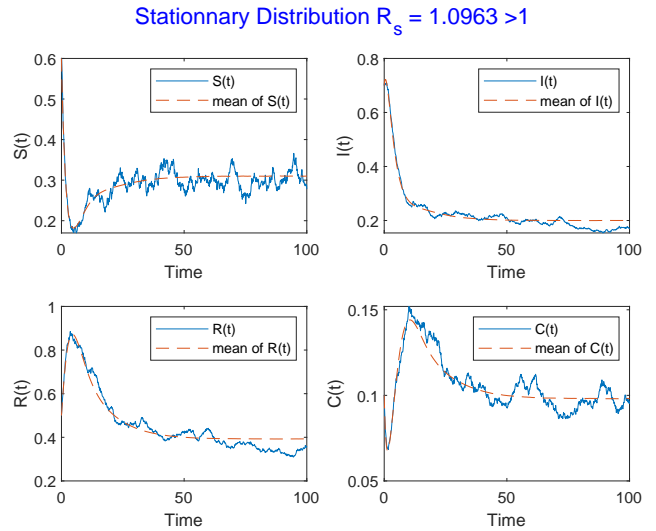 Stationnary Distribution R_s = 1.0963 >1
0.6
0.5
0.4
0.3
0.2
S(t)
0
50
100
Time
S(t)
mean of S(t)
0.8
0.6
0.4
0.2
I(t)
0
50
100
Time
I(t)
mean of I(t)
1
0.8
0.6
0.4
0.2
R(t)
0
50
100
Time
R(t)
mean of R(t)
0.15
0.1
0.05
C(t)
0
50
100
Time
C(t)
mean of C(t)